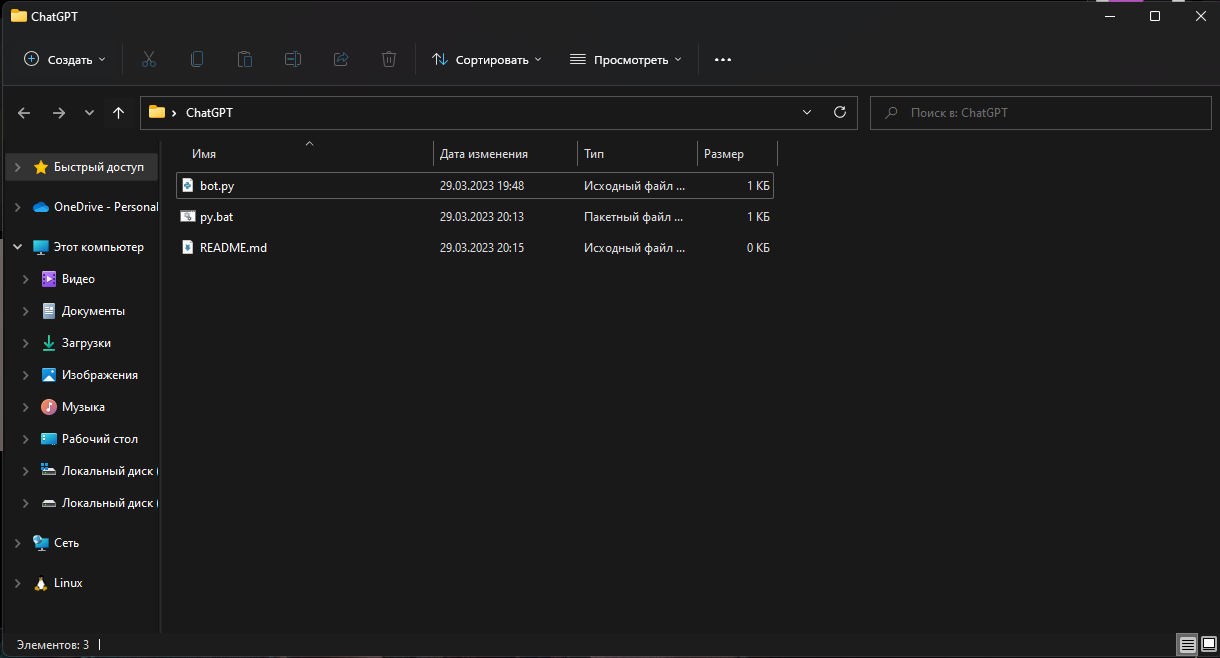 ChatGPT
Создать Сортировать Просмотреть
ChatGPT Поиск в: ChatGPT
Имя Дата изменения Тип Размер
Быстрый доступ
bot.py 29.03.2023 19:48 Исходный файл ... 1 КБ
OneDrive - Personal
py.bat 29.03.2023 20:13 Пакетный файл ... 1 КБ
Этот компьютер
README.md 29.03.2023 20:15 Исходный файл ... 0 КБ
Видео
Документы
Загрузки
Изображения
Музыка
Рабочий стол
Локальный диск (
Локальный диск (
Сеть
Linux
Элементов: 3